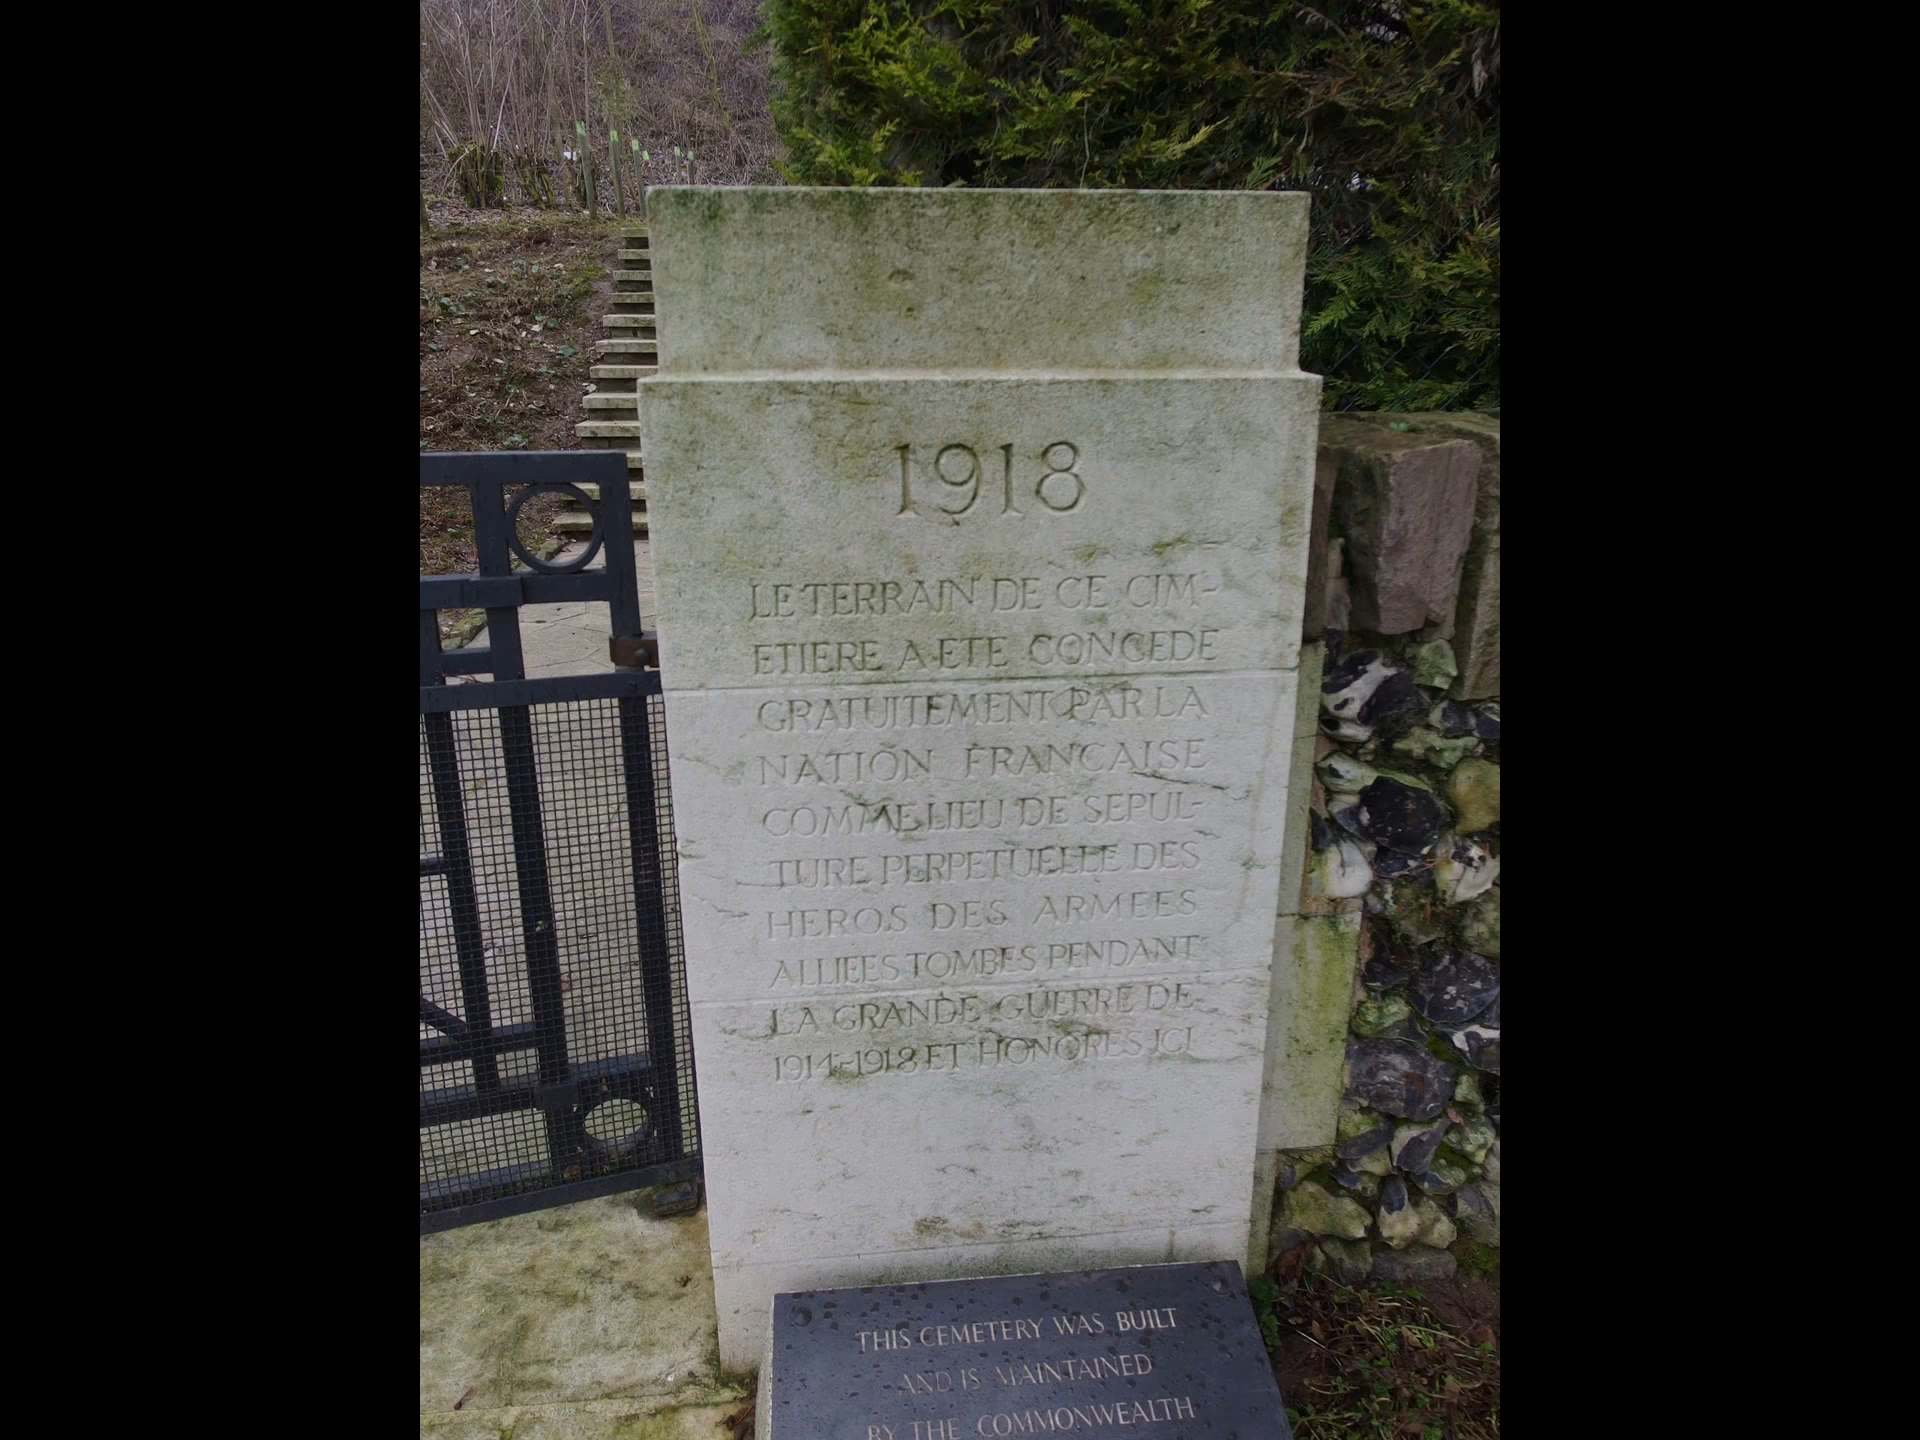 1918
LE TERRAIN DE CE CIM-
ETIERE A ETE CONCEDE
GRATUITEMENT PAR LA
NATION FRANCAISE
COMME LIEU DE SEPUL-
TURE PERPETUELLE DES
HEROS DES ARMEES
ALLIEES TOMBES PENDANT
LA GRANDE GUERRE DE
1914-1918 ET HONORES ICI
THIS CEMETERY WAS BUILT
AND IS MAINTAINED
BY THE COMMONWEALTH